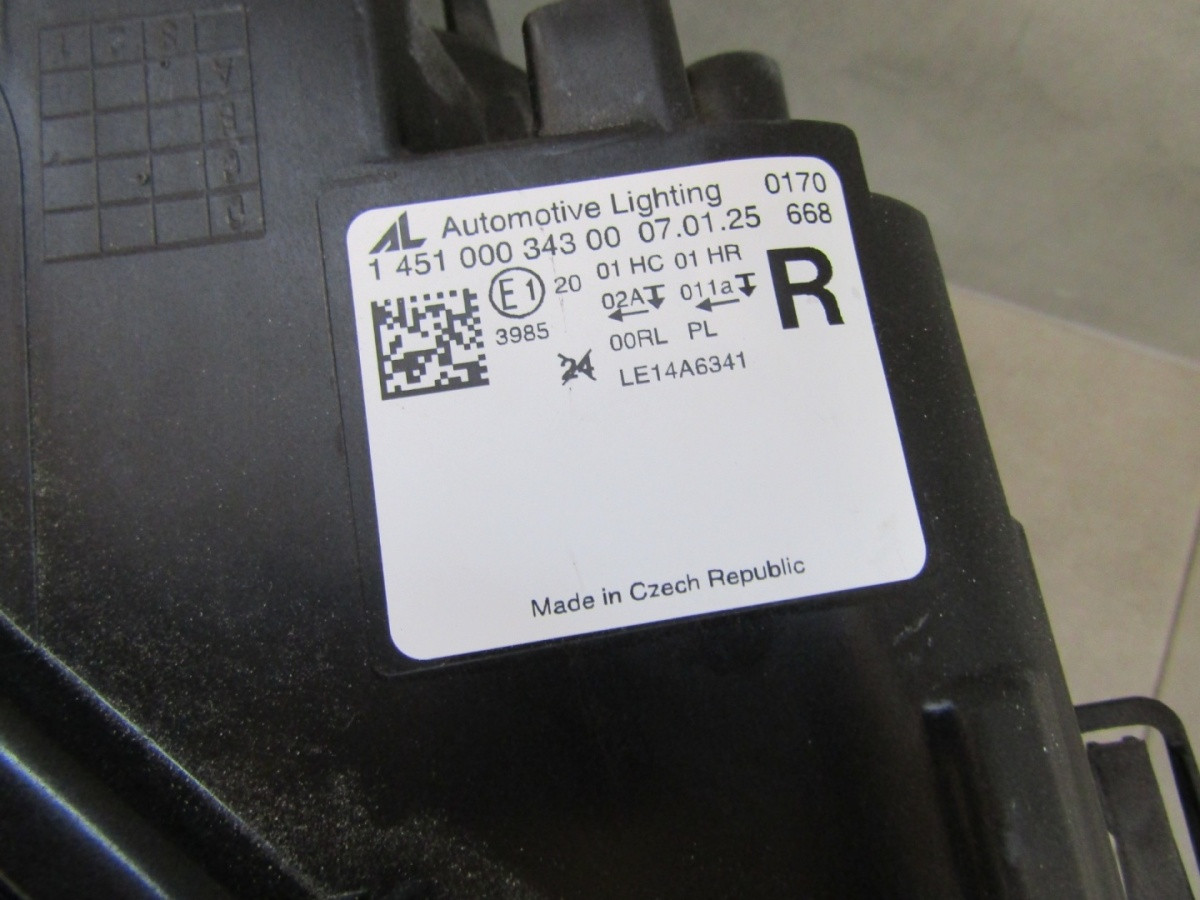 AL Automotive Lighting 0170
1 451 000 343 00 07.01.25 668
E1 20 01 HC 01 HR R
02A 011a
3985 00RL PL
24 LE14A6341
Made in Czech Republic